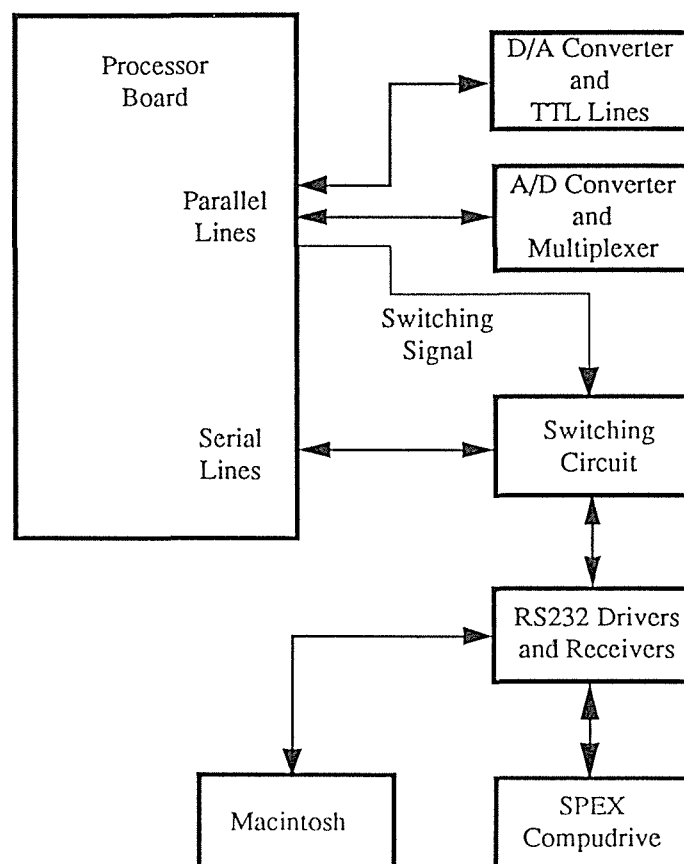 Processor
Board
D/A Converter
and
TTL Lines
Parallel
Lines
A/D Converter
and
Multiplexer
Switching
Signal
Serial
Lines
Switching
Circuit
RS232 Drivers
and Receivers
Macintosh
SPEX
Compudrive